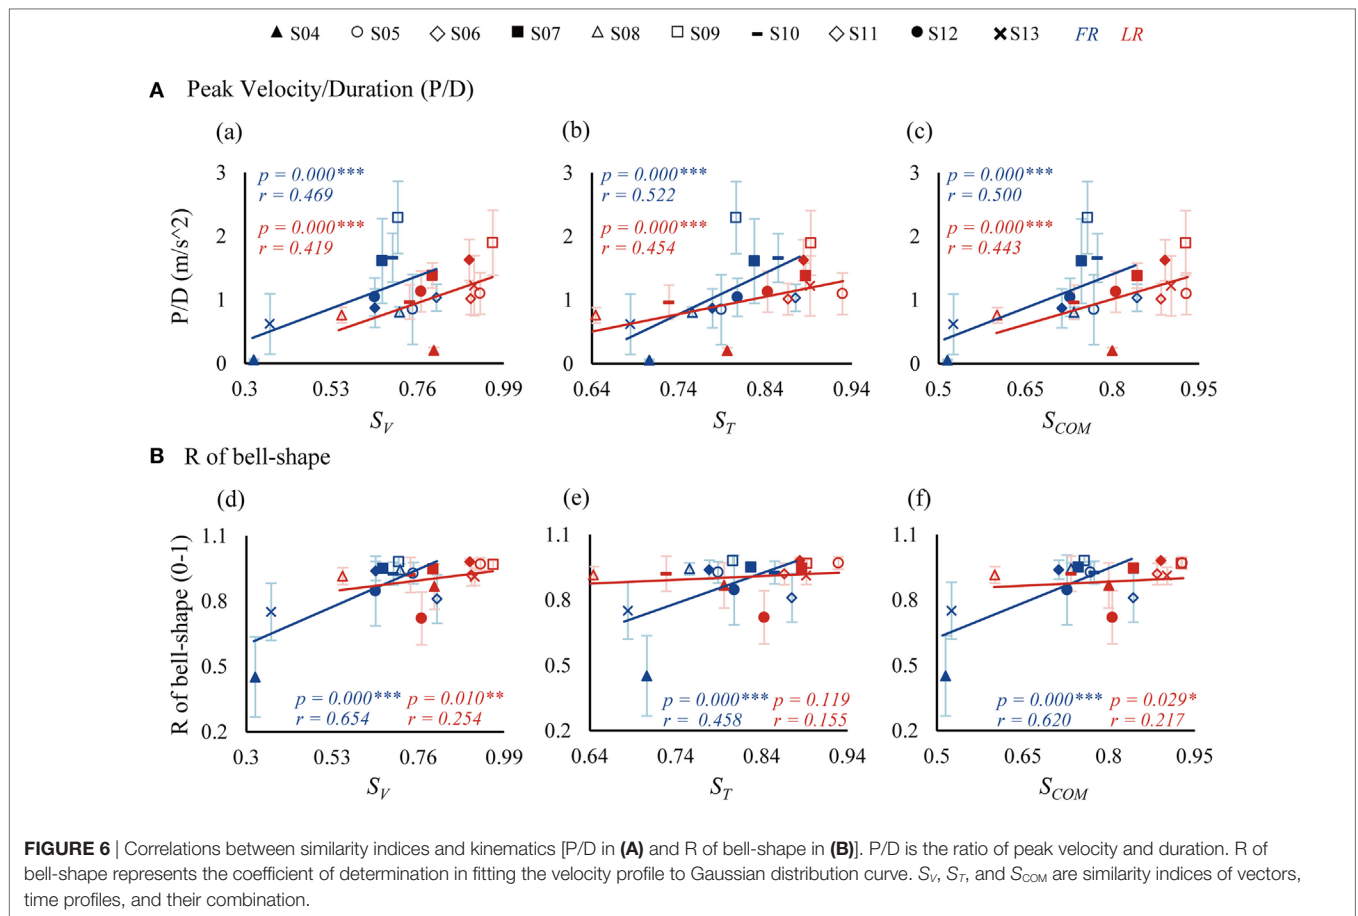 S04 S05 S06 S07 S08 S09 S10 S11 S12 S13 FR LR
A Peak Velocity/Duration (P/D)
(a) (b) (c)
P/D (m/s^2)
3
2
1
0
p = 0.000***
r = 0.469
p = 0.000***
r = 0.419
0.3 0.53 0.76 0.99
SV
3
2
1
0
p = 0.000***
r = 0.522
p = 0.000***
r = 0.454
0.64 0.74 0.84 0.94
ST
3
2
1
0
p = 0.000***
r = 0.500
p = 0.000***
r = 0.443
0.5 0.65 0.8 0.95
SCOM
B R of bell-shape
(d) (e) (f)
R of bell-shape (0-1)
1.1
0.8
0.5
0.2
p = 0.000*** p = 0.010**
r = 0.654 r = 0.254
0.3 0.53 0.76 0.99
SV
1.1
0.8
0.5
0.2
p = 0.000*** p = 0.119
r = 0.458 r = 0.155
0.64 0.74 0.84 0.94
ST
1.1
0.8
0.5
0.2
p = 0.000*** p = 0.029*
r = 0.620 r = 0.217
0.5 0.65 0.8 0.95
SCOM
FIGURE 6 | Correlations between similarity indices and kinematics [P/D in (A) and R of bell-shape in (B)]. P/D is the ratio of peak velocity and duration. R of
bell-shape represents the coefficient of determination in fitting the velocity profile to Gaussian distribution curve. SV, ST, and SCOM are similarity indices of vectors,
time profiles, and their combination.